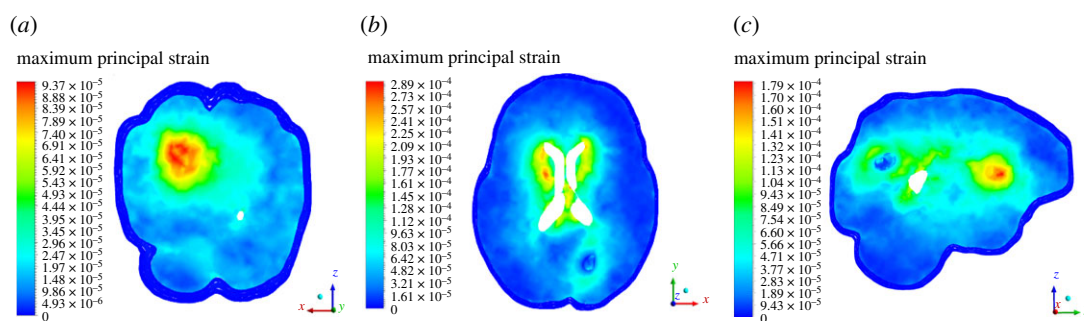 (a)
maximum principal strain
9.37 × 10⁻⁵
8.88 × 10⁻⁵
8.39 × 10⁻⁵
7.89 × 10⁻⁵
7.40 × 10⁻⁵
6.91 × 10⁻⁵
6.41 × 10⁻⁵
5.92 × 10⁻⁵
5.43 × 10⁻⁵
4.93 × 10⁻⁵
4.44 × 10⁻⁵
3.95 × 10⁻⁵
3.45 × 10⁻⁵
2.96 × 10⁻⁵
2.47 × 10⁻⁵
1.97 × 10⁻⁵
1.48 × 10⁻⁵
9.86 × 10⁻⁵
4.93 × 10⁻⁶
0
z
x
y
(b)
maximum principal strain
2.89 × 10⁻⁴
2.73 × 10⁻⁴
2.57 × 10⁻⁴
2.41 × 10⁻⁴
2.25 × 10⁻⁴
2.09 × 10⁻⁴
1.93 × 10⁻⁴
1.77 × 10⁻⁴
1.61 × 10⁻⁴
1.45 × 10⁻⁴
1.28 × 10⁻⁴
1.12 × 10⁻⁴
9.64 × 10⁻⁵
8.03 × 10⁻⁵
6.42 × 10⁻⁵
4.82 × 10⁻⁵
3.21 × 10⁻⁵
1.61 × 10⁻⁵
0
y
z
x
(c)
maximum principal strain
1.79 × 10⁻⁴
1.70 × 10⁻⁴
1.60 × 10⁻⁴
1.51 × 10⁻⁴
1.41 × 10⁻⁴
1.32 × 10⁻⁴
1.13 × 10⁻⁴
1.04 × 10⁻⁴
9.43 × 10⁻⁵
9.49 × 10⁻⁵
7.55 × 10⁻⁵
6.60 × 10⁻⁵
5.66 × 10⁻⁵
4.71 × 10⁻⁵
3.77 × 10⁻⁵
2.83 × 10⁻⁵
1.89 × 10⁻⁵
9.43 × 10⁻⁵
0
z
x